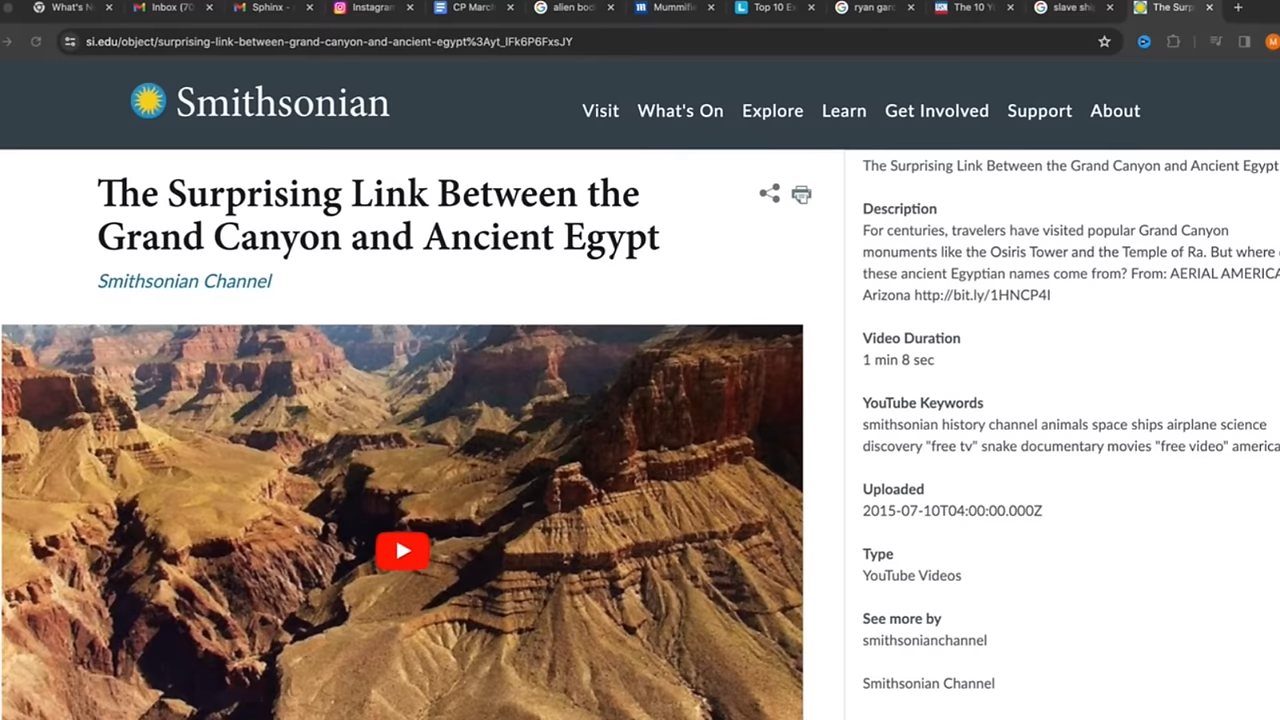 What's N
Inbox (70
Sphinx -
Instagram
CP March
alien bod
Mummifi
Top 10 E
ryan gard
The 10 Y
slave shi
The Surp
si.edu/object/surprising-link-between-grand-canyon-and-ancient-egypt%3Ayt_lFk6P6FxsJY
M
Smithsonian
Visit What's On Explore Learn Get Involved Support About
The Surprising Link Between the
Grand Canyon and Ancient Egypt
Smithsonian Channel
The Surprising Link Between the Grand Canyon and Ancient Egypt
Description
For centuries, travelers have visited popular Grand Canyon
monuments like the Osiris Tower and the Temple of Ra. But where
these ancient Egyptian names come from? From: AERIAL AMERICA
Arizona http://bit.ly/1HNCP4I
Video Duration
1 min 8 sec
YouTube Keywords
smithsonian history channel animals space ships airplane science
discovery "free tv" snake documentary movies "free video" america
Uploaded
2015-07-10T04:00:00.000Z
Type
YouTube Videos
See more by
smithsonianchannel
Smithsonian Channel